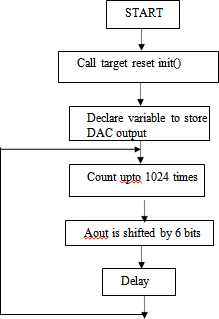 START
Call target reset init()
Declare variable to store
DAC output
Count upto 1024 times
Aout is shifted by 6 bits
Delay